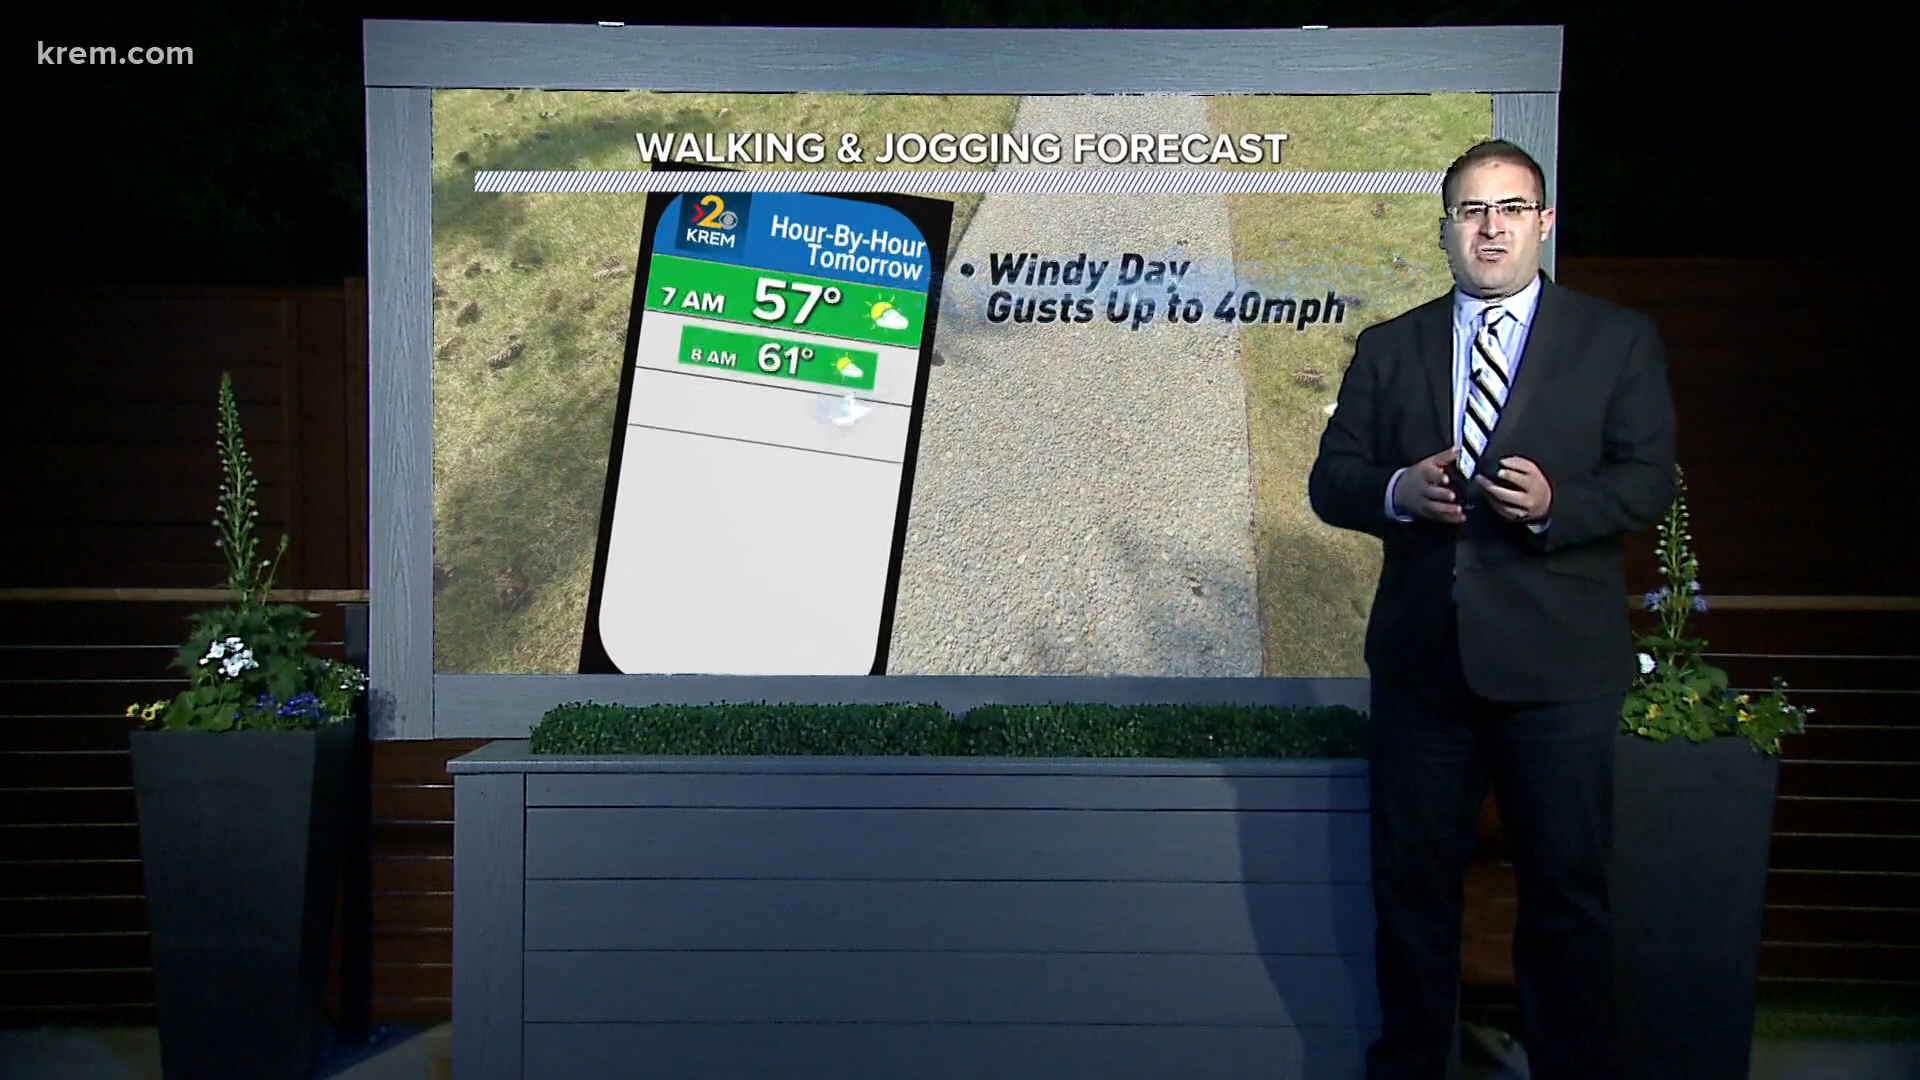 krem.com
WALKING & JOGGING FORECAST
2
KREM
Hour-By-Hour
Tomorrow
7 AM 57°
8 AM 61°
• Windy Day
Gusts Up to 40mph